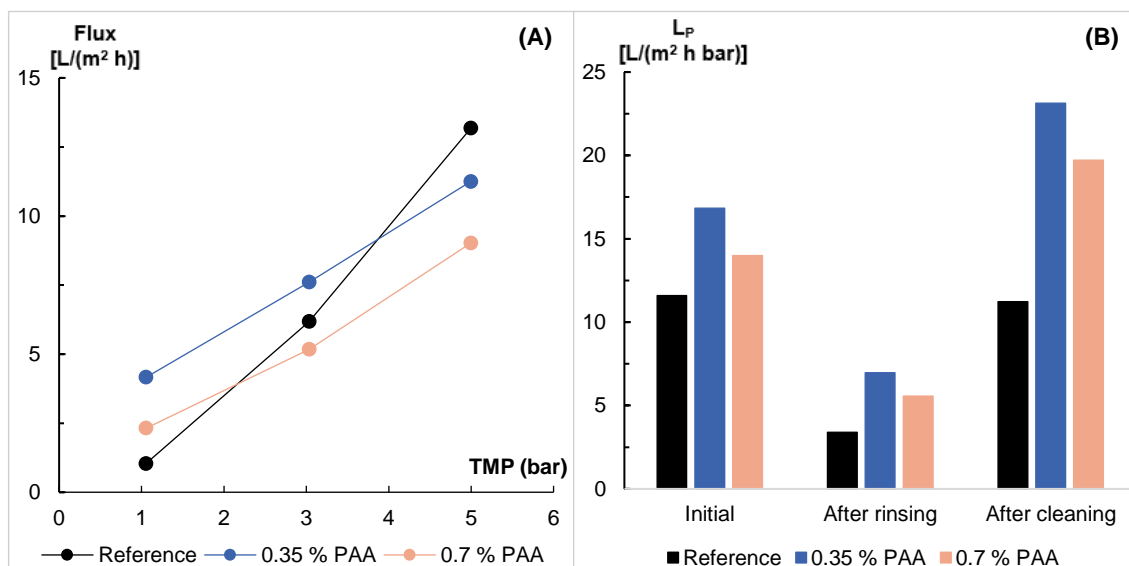 Flux
[L/(m² h)]
(A)
15
10
5
0
0 1 2 3 4 5 6
TMP (bar)
Reference 0.35 % PAA 0.7 % PAA
L_P
[L/(m² h bar)]
(B)
25
20
15
10
5
0
Initial After rinsing After cleaning
Reference 0.35 % PAA 0.7 % PAA